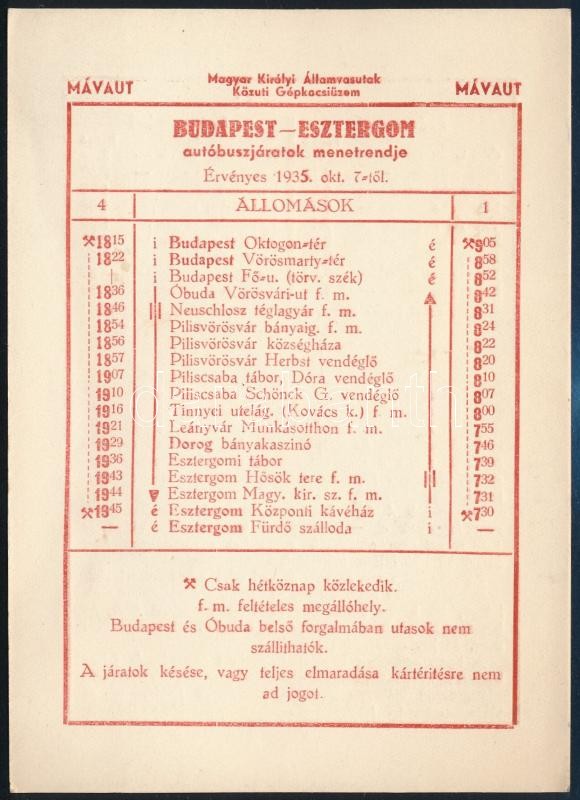 MÁVAUT Magyar Királyi Államvasutak MÁVAUT
Közuti Gépkocsiüzem
BUDAPEST—ESZTERGOM
autóbuszjáratok menetrendje
Érvényes 1935. okt. 7-től.
4 ÁLLOMÁSOK 1
⚒1815 i Budapest Oktogon-tér é ⚒905
1822 i Budapest Vörösmarty-tér é 858
| i Budapest Fő-u. (törv. szék) é 852
1836 Óbuda Vörösvári-ut f. m. 842
1846 Neuschlosz téglagyár f. m. 831
1854 Pilisvörösvár bányaig. f. m. 824
1856 Pilisvörösvár községháza 822
1857 Pilisvörösvár Herbst vendéglő 820
1907 Piliscsaba tábor, Dóra vendéglő 810
1910 Piliscsaba Schönck G. vendéglő 807
1916 Tinnyei utelág. (Kovács k.) f. m. 800
1921 Leányvár Munkásotthon f. m. 755
1929 Dorog bányakaszinó 746
1936 Esztergomi tábor 739
1943 Esztergom Hősök tere f. m. 732
1944 Esztergom Magy. kir. sz. f. m. 731
⚒1945 é Esztergom Központi kávéház i ⚒730
— é Esztergom Fürdő szálloda i —
⚒ Csak hétköznap közlekedik.
f. m. feltételes megállóhely.
Budapest és Óbuda belső forgalmában utasok nem
szállithatók.
A járatok késése, vagy teljes elmaradása kártéritésre nem
ad jogot.